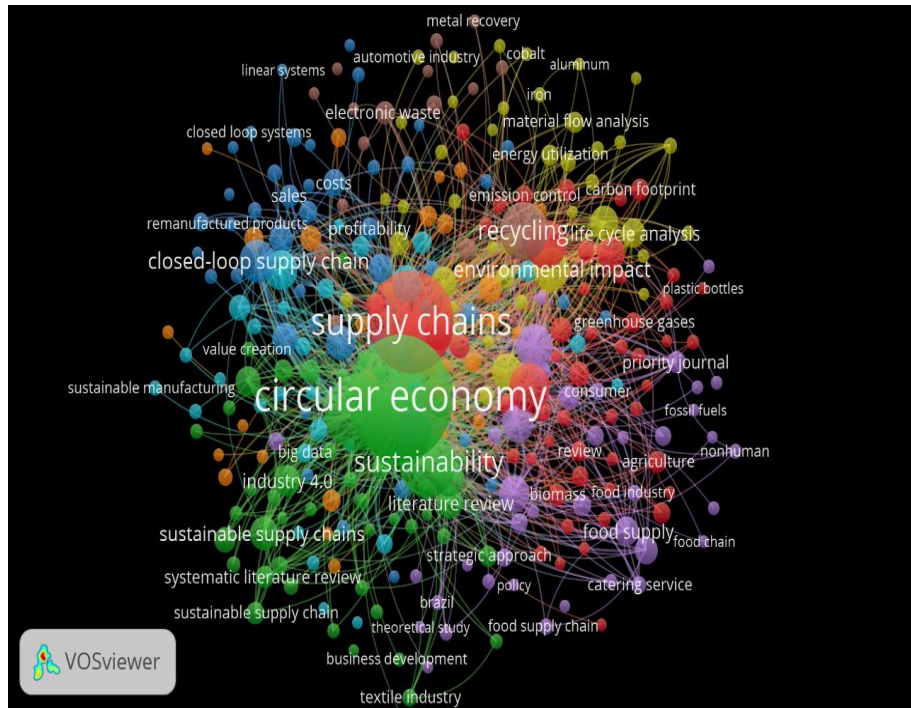 metal recovery
automotive industry
cobalt
aluminum
linear systems
iron
electronic waste
material flow analysis
closed loop systems
energy utilization
costs
emission control
carbon footprint
sales
remanufactured products
profitability
recycling
life cycle analysis
closed-loop supply chain
environmental impact
plastic bottles
supply chains
greenhouse gases
value creation
priority journal
sustainable manufacturing
circular economy
consumer
fossil fuels
big data
sustainability
review
nonhuman
agriculture
industry 4.0
literature review
biomass
food industry
sustainable supply chains
food supply
food chain
strategic approach
systematic literature review
policy
catering service
sustainable supply chain
brazil
theoretical study
food supply chain
business development
textile industry
VOSviewer